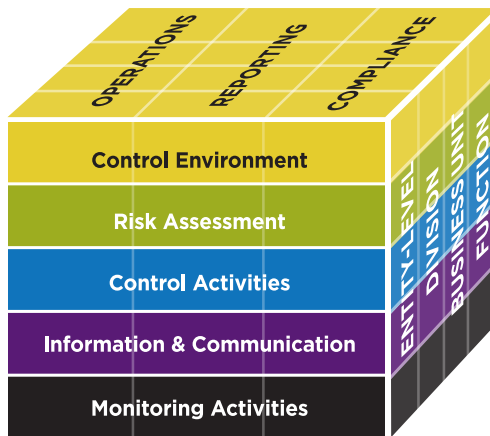 OPERATIONS
REPORTING
COMPLIANCE
Control Environment
Risk Assessment
Control Activities
Information & Communication
Monitoring Activities
ENTITY-LEVEL
DIVISION
BUSINESS UNIT
FUNCTION